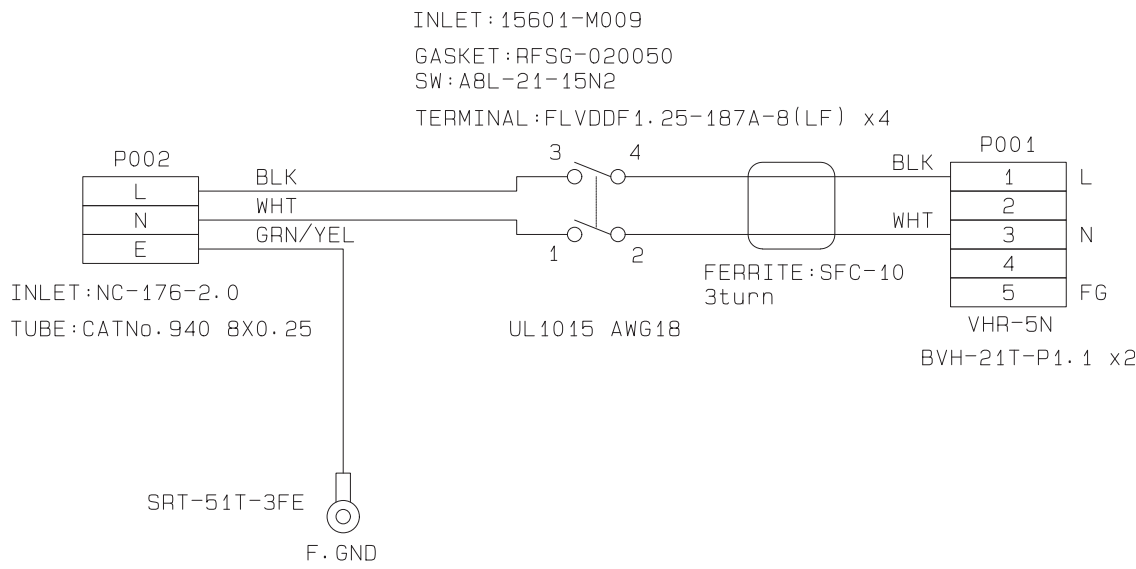 INLET:15601-M009
GASKET:RFSG-020050
SW:A8L-21-15N2
TERMINAL:FLVDDF1.25-187A-8(LF) x4
P002
L
N
E
BLK
WHT
GRN/YEL
3
4
1
2
BLK
WHT
P001
1
2
3
4
5
L
N
FG
FERRITE:SFC-10
3turn
INLET:NC-176-2.0
TUBE:CATNo.940 8X0.25
UL1015 AWG18
VHR-5N
BVH-21T-P1.1 x2
SRT-51T-3FE
F.GND